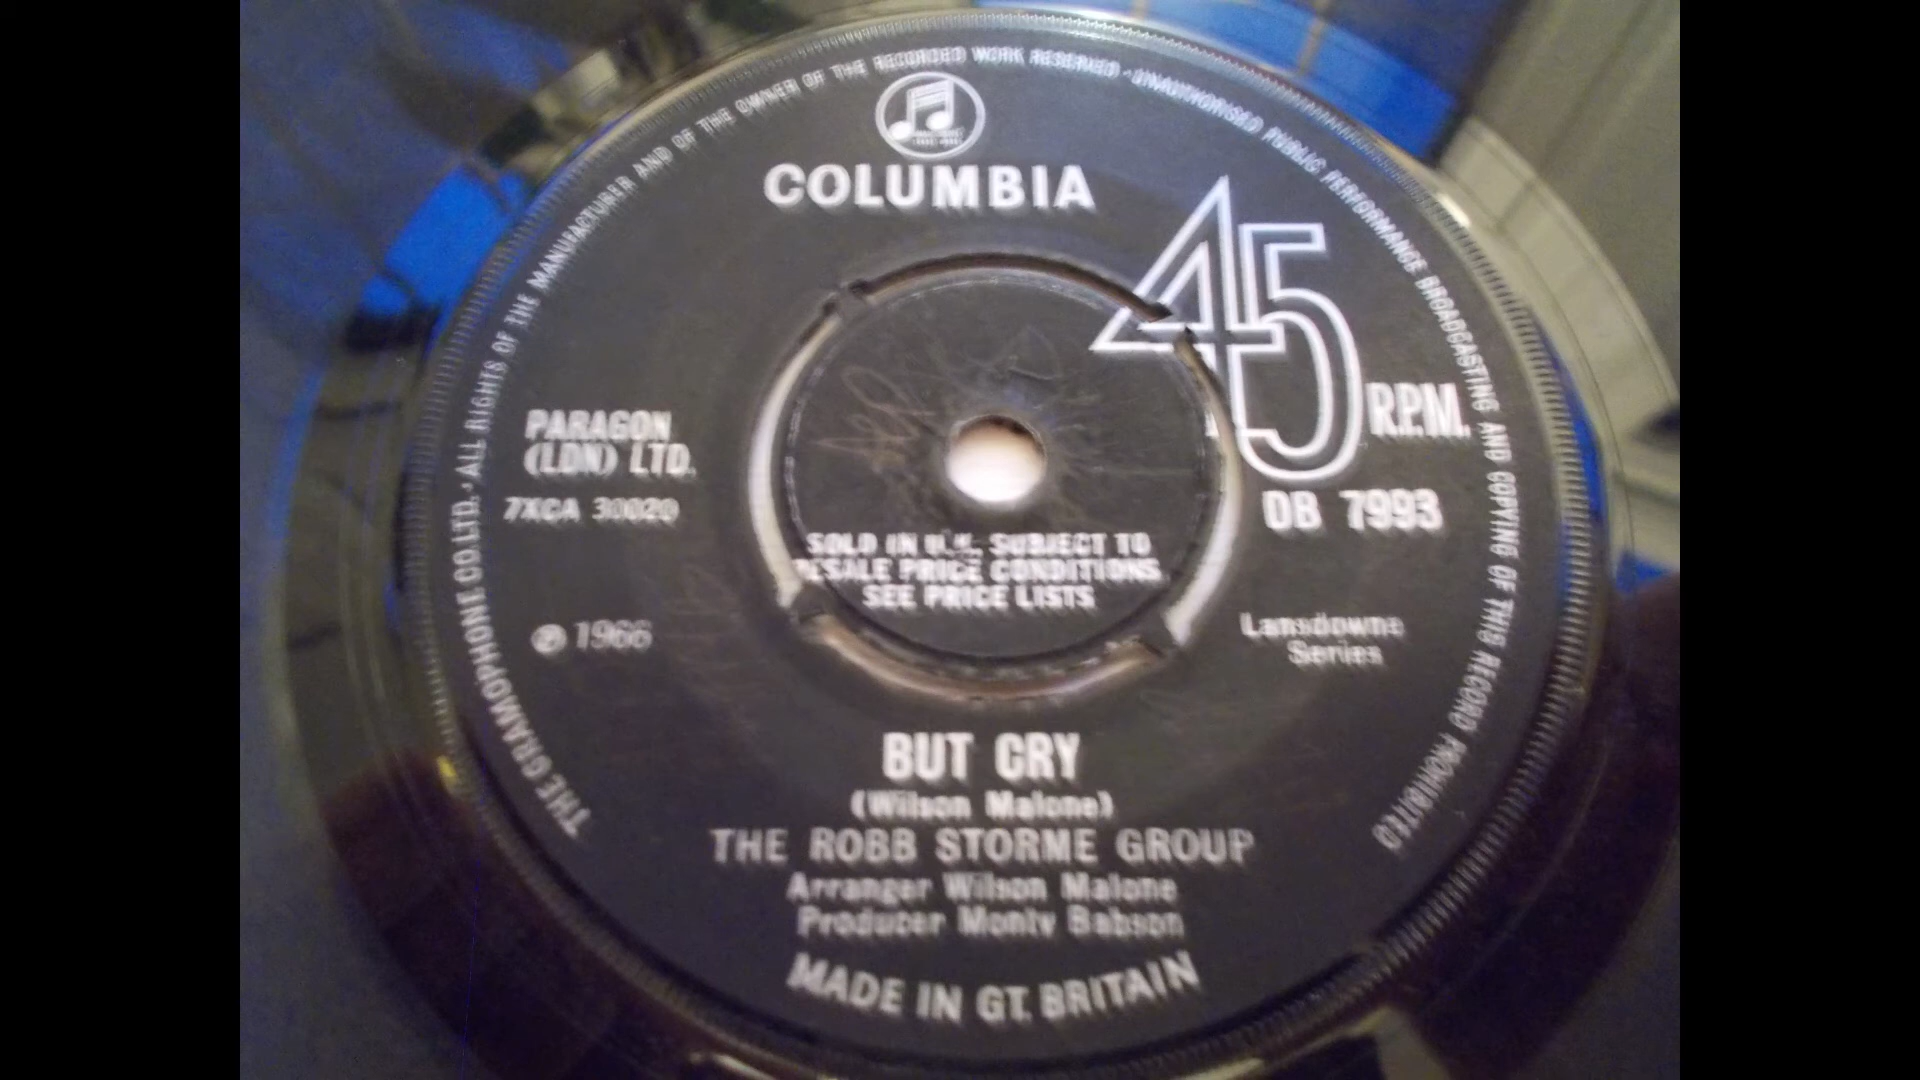 THE GRAMOPHONE CO LTD. · ALL RIGHTS OF THE MANUFACTURER AND OF THE OWNER OF THE RECORDED WORK RESERVED · UNAUTHORISED PUBLIC PERFORMANCE BROADCASTING AND COPYING OF THIS RECORD PROHIBITED
COLUMBIA
45
R.P.M.
PARAGON
(LDN) LTD.
7XCA 30020
DB 7993
SOLD IN U.K. SUBJECT TO
RESALE PRICE CONDITIONS
SEE PRICE LISTS
℗ 1966
Lansdowne
Series
BUT CRY
(Wilson Malone)
THE ROBB STORME GROUP
Arranger Wilson Malone
Producer Monty Babson
MADE IN GT. BRITAIN